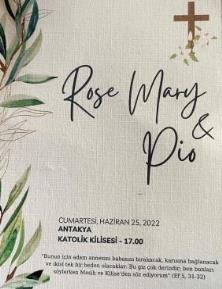 Rose Mary
&
Pio
CUMARTESİ, HAZİRAN 25, 2022
ANTAKYA
KATOLİK KİLİSESİ - 17.00
"Bunun için adam annesini babasını bırakacak, karısına bağlanacak
ve ikisi tek bir beden olacaklar. Bu giz çok derindir; ben bunları
söylerken Mesih ve Kilise'den söz ediyorum" (EF 5, 31-32)